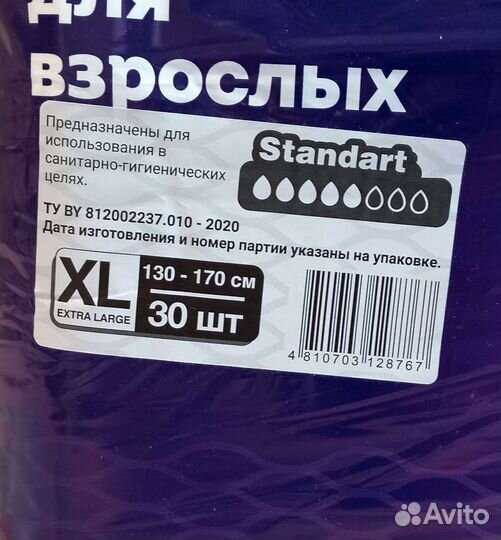 для
взрослых
Предназначены для
использования в
санитарно-гигиенических
целях.
Standart
ТУ BY 812002237.010 - 2020
Дата изготовления и номер партии указаны на упаковке.
XL
EXTRA LARGE
130 - 170 см
30 шт
4 810703 128767
Avito